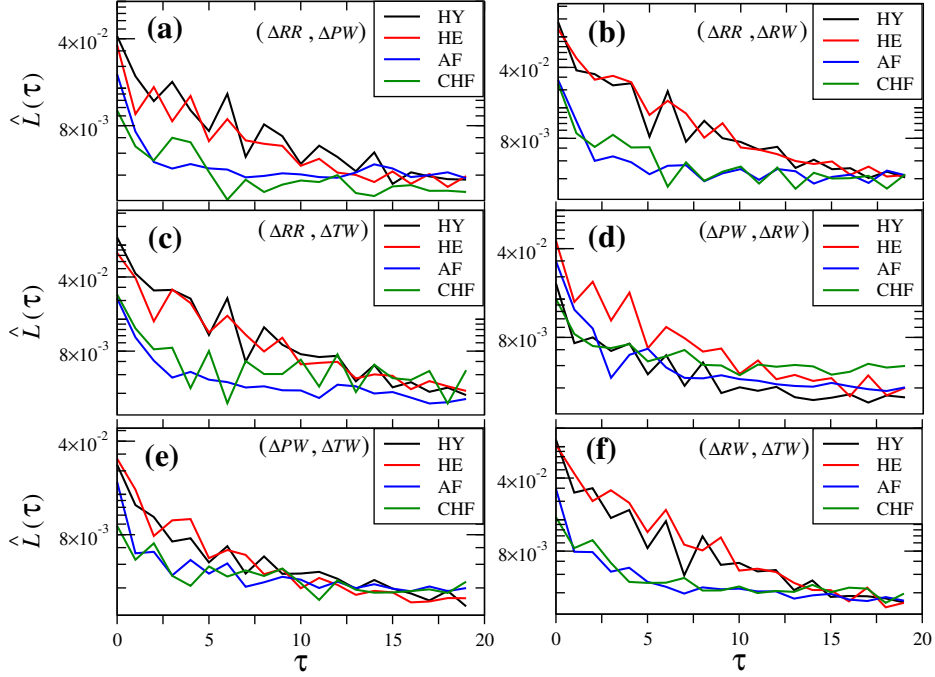 (a) (ΔRR , ΔPW) HY HE AF CHF
4×10⁻²
8×10⁻³
L̂(τ)
(b) (ΔRR , ΔRW) HY HE AF CHF
4×10⁻²
8×10⁻³
(c) (ΔRR , ΔTW) HY HE AF CHF
4×10⁻²
8×10⁻³
L̂(τ)
(d) (ΔPW , ΔRW) HY HE AF CHF
4×10⁻²
8×10⁻³
(e) (ΔPW , ΔTW) HY HE AF CHF
4×10⁻²
8×10⁻³
L̂(τ)
0 5 10 15 20
τ
(f) (ΔRW , ΔTW) HY HE AF CHF
4×10⁻²
8×10⁻³
0 5 10 15 20
τ